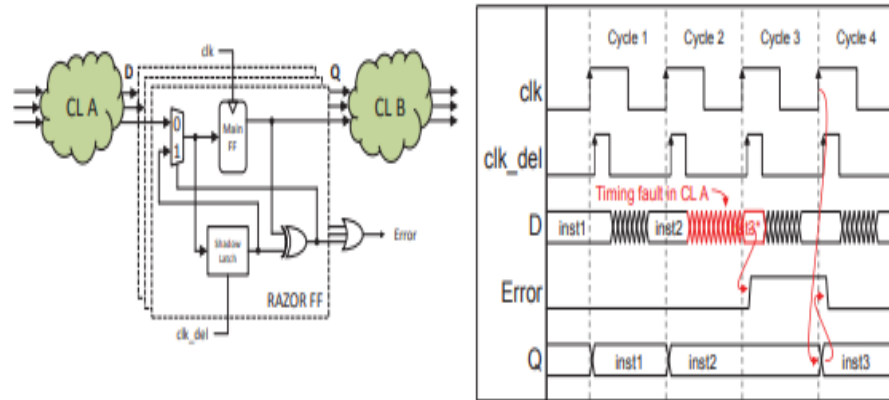 clk
D
Q
CL A
CL B
0
1
Main
FF
Shadow
Latch
Error
RAZOR FF
clk_del
Cycle 1
Cycle 2
Cycle 3
Cycle 4
clk
clk_del
Timing fault in CL A
D
inst1
inst2
Error
Q
inst1
inst2
inst3